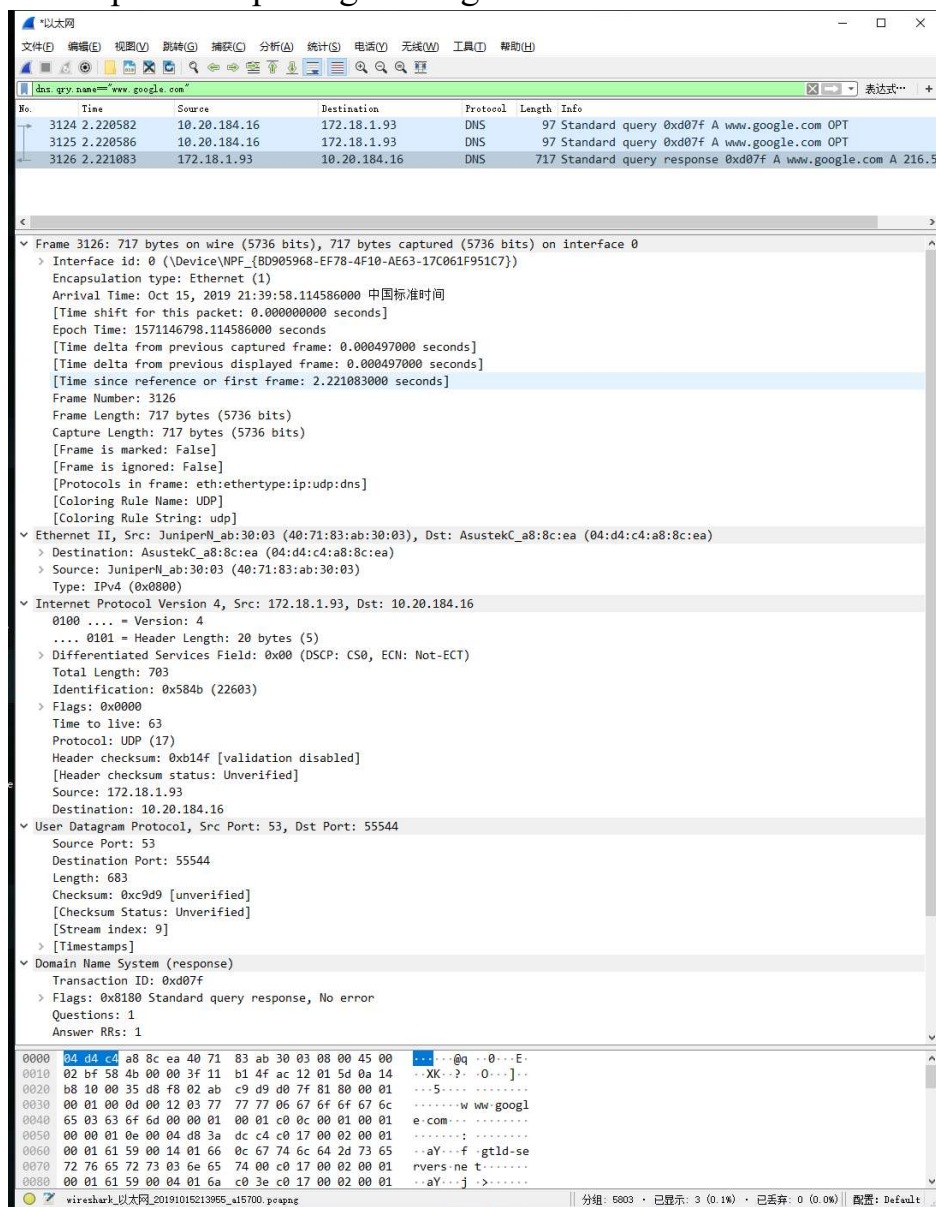 *以太网
文件(F) 编辑(E) 视图(V) 跳转(G) 捕获(C) 分析(A) 统计(S) 电话(Y) 无线(W) 工具(T) 帮助(H)
dns.qry.name=="www.google.com" 表达式… +
No. Time Source Destination Protocol Length Info
3124 2.220582 10.20.184.16 172.18.1.93 DNS 97 Standard query 0xd07f A www.google.com OPT
3125 2.220586 10.20.184.16 172.18.1.93 DNS 97 Standard query 0xd07f A www.google.com OPT
3126 2.221083 172.18.1.93 10.20.184.16 DNS 717 Standard query response 0xd07f A www.google.com A 216.5
Frame 3126: 717 bytes on wire (5736 bits), 717 bytes captured (5736 bits) on interface 0
Interface id: 0 (\Device\NPF_{BD905968-EF78-4F10-AE63-17C061F951C7})
Encapsulation type: Ethernet (1)
Arrival Time: Oct 15, 2019 21:39:58.114586000 中国标准时间
[Time shift for this packet: 0.000000000 seconds]
Epoch Time: 1571146798.114586000 seconds
[Time delta from previous captured frame: 0.000497000 seconds]
[Time delta from previous displayed frame: 0.000497000 seconds]
[Time since reference or first frame: 2.221083000 seconds]
Frame Number: 3126
Frame Length: 717 bytes (5736 bits)
Capture Length: 717 bytes (5736 bits)
[Frame is marked: False]
[Frame is ignored: False]
[Protocols in frame: eth:ethertype:ip:udp:dns]
[Coloring Rule Name: UDP]
[Coloring Rule String: udp]
Ethernet II, Src: JuniperN_ab:30:03 (40:71:83:ab:30:03), Dst: AsustekC_a8:8c:ea (04:d4:c4:a8:8c:ea)
Destination: AsustekC_a8:8c:ea (04:d4:c4:a8:8c:ea)
Source: JuniperN_ab:30:03 (40:71:83:ab:30:03)
Type: IPv4 (0x0800)
Internet Protocol Version 4, Src: 172.18.1.93, Dst: 10.20.184.16
0100 .... = Version: 4
.... 0101 = Header Length: 20 bytes (5)
Differentiated Services Field: 0x00 (DSCP: CS0, ECN: Not-ECT)
Total Length: 703
Identification: 0x584b (22603)
Flags: 0x0000
Time to live: 63
Protocol: UDP (17)
Header checksum: 0xb14f [validation disabled]
[Header checksum status: Unverified]
Source: 172.18.1.93
Destination: 10.20.184.16
User Datagram Protocol, Src Port: 53, Dst Port: 55544
Source Port: 53
Destination Port: 55544
Length: 683
Checksum: 0xc9d9 [unverified]
[Checksum Status: Unverified]
[Stream index: 9]
[Timestamps]
Domain Name System (response)
Transaction ID: 0xd07f
Flags: 0x8180 Standard query response, No error
Questions: 1
Answer RRs: 1
0000 04 d4 c4 a8 8c ea 40 71 83 ab 30 03 08 00 45 00 ······@q ··0···E·
0010 02 bf 58 4b 00 00 3f 11 b1 4f ac 12 01 5d 0a 14 ··XK··?· ·O···]··
0020 b8 10 00 35 d8 f8 02 ab c9 d9 d0 7f 81 80 00 01 ···5···· ········
0030 00 01 00 0d 00 12 03 77 77 77 06 67 6f 6f 67 6c ·······w ww·googl
0040 65 03 63 6f 6d 00 00 01 00 01 c0 0c 00 01 00 01 e·com··· ········
0050 00 00 01 0e 00 04 d8 3a dc c4 c0 17 00 02 00 01 ·······: ········
0060 00 01 61 59 00 14 01 66 0c 67 74 6c 64 2d 73 65 ··aY···f ·gtld-se
0070 72 76 65 72 73 03 6e 65 74 00 c0 17 00 02 00 01 rvers·ne t·······
0080 00 01 61 59 00 04 01 6a c0 3e c0 17 00 02 00 01 ··aY···j ·>······
wireshark_以太网_20191015213955_a15700.pcapng 分组: 5803 · 已显示: 3 (0.1%) · 已丢弃: 0 (0.0%) 配置: Default